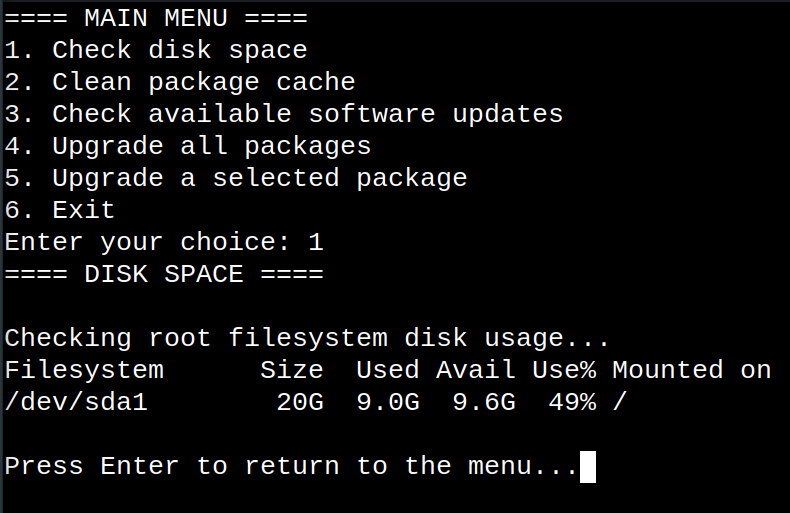 ==== MAIN MENU ====
1. Check disk space
2. Clean package cache
3. Check available software updates
4. Upgrade all packages
5. Upgrade a selected package
6. Exit
Enter your choice: 1
==== DISK SPACE ====

Checking root filesystem disk usage...
Filesystem      Size  Used Avail Use% Mounted on
/dev/sda1        20G  9.0G  9.6G  49% /

Press Enter to return to the menu...